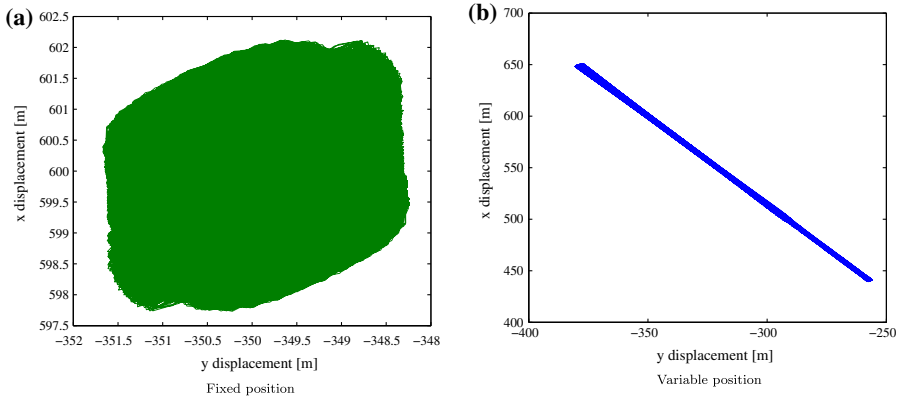 (a)
602.5
602
601.5
601
600.5
600
599.5
599
598.5
598
597.5
x displacement [m]
−352 −351.5 −351 −350.5 −350 −349.5 −349 −348.5 −348
y displacement [m]
Fixed position
(b)
700
650
600
550
500
450
400
x displacement [m]
−400 −350 −300 −250
y displacement [m]
Variable position